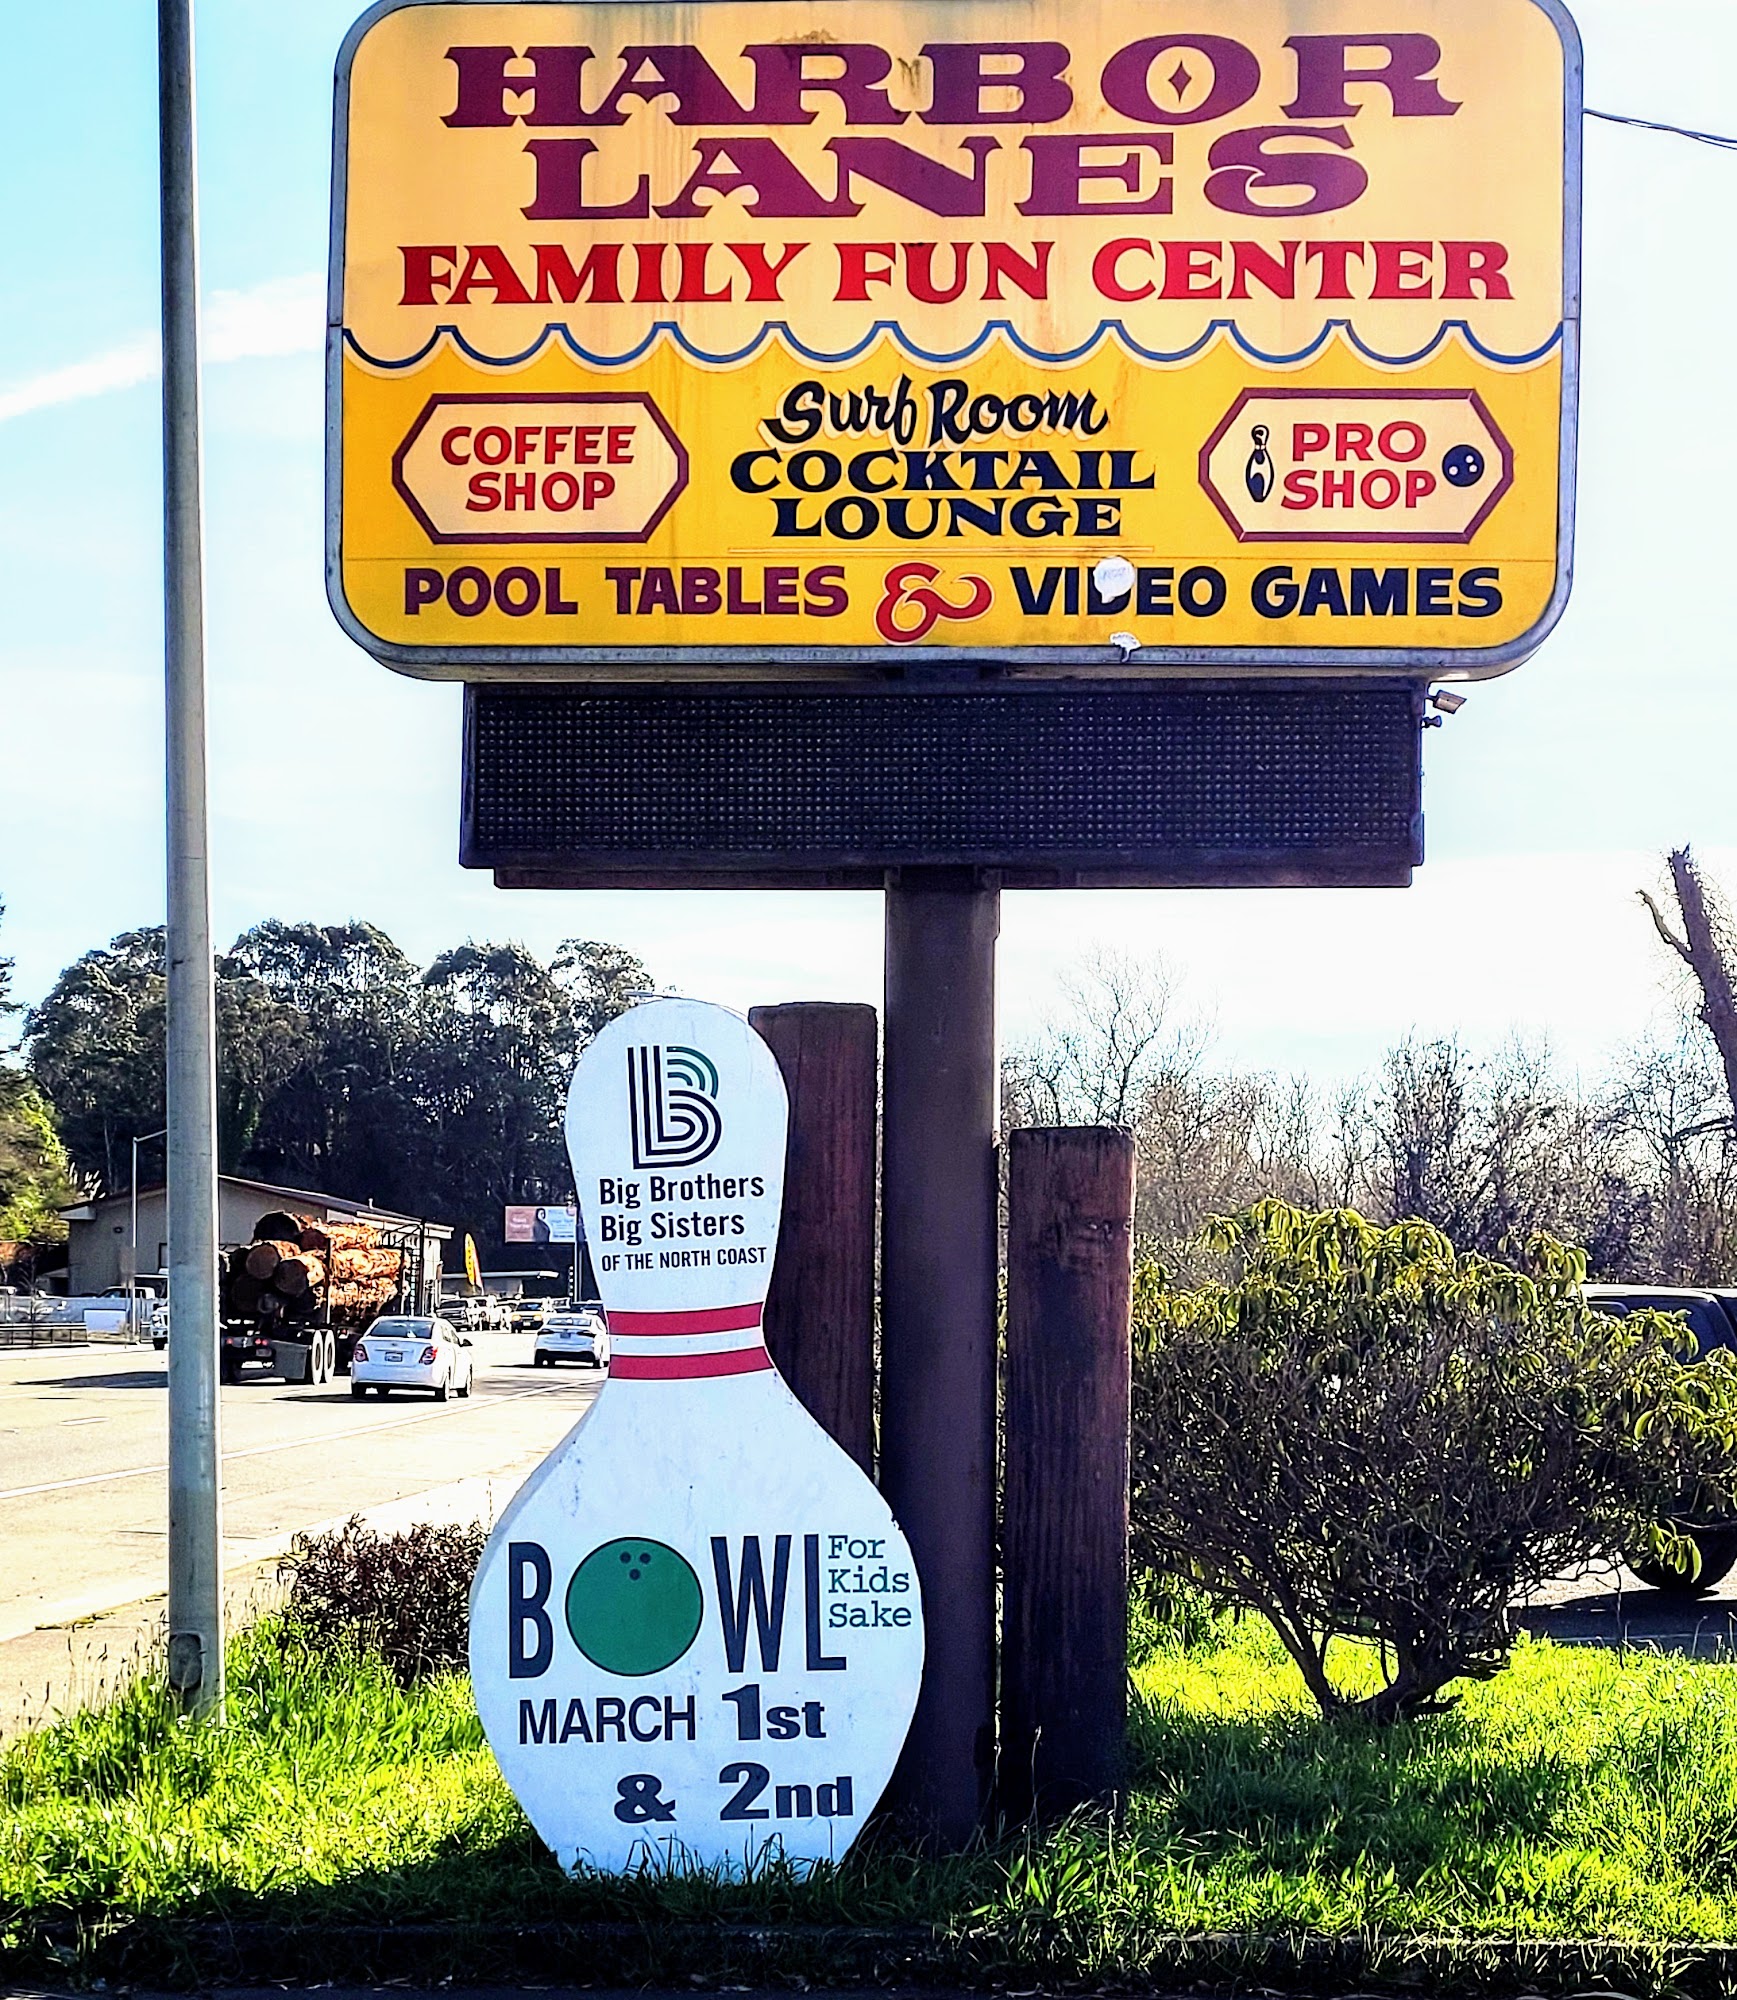 HARBOR
LANES
FAMILY FUN CENTER
COFFEE
SHOP
Surf Room
COCKTAIL
LOUNGE
PRO
SHOP
POOL TABLES & VIDEO GAMES
B
Big Brothers
Big Sisters
OF THE NORTH COAST
BOWL
For
Kids
Sake
MARCH 1st
& 2nd